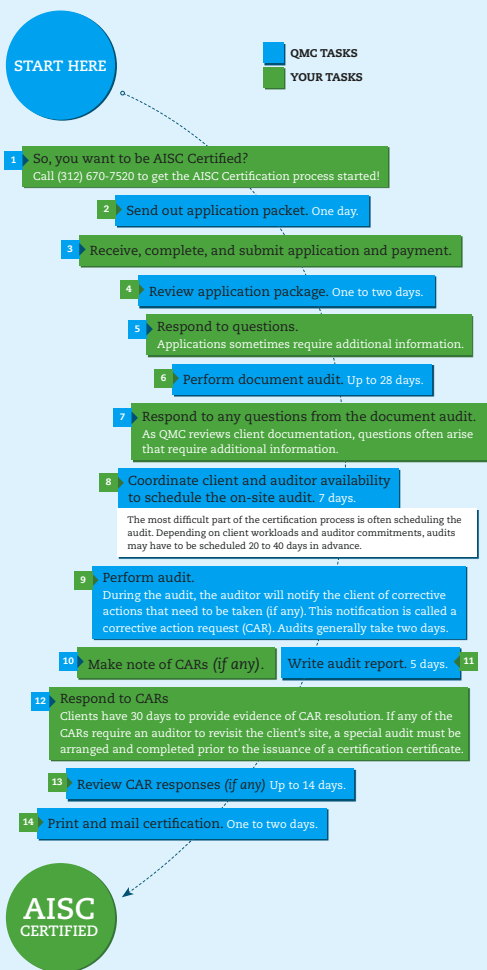 START HERE
QMC TASKS
YOUR TASKS
1 So, you want to be AISC Certified?
Call (312) 670-7520 to get the AISC Certification process started!
2 Send out application packet. One day.
3 Receive, complete, and submit application and payment.
4 Review application package. One to two days.
5 Respond to questions.
Applications sometimes require additional information.
6 Perform document audit. Up to 28 days.
7 Respond to any questions from the document audit.
As QMC reviews client documentation, questions often arise
that require additional information.
8 Coordinate client and auditor availability
to schedule the on-site audit. 7 days.
The most difficult part of the certification process is often scheduling the
audit. Depending on client workloads and auditor commitments, audits
may have to be scheduled 20 to 40 days in advance.
9 Perform audit.
During the audit, the auditor will notify the client of corrective
actions that need to be taken (if any). This notification is called a
corrective action request (CAR). Audits generally take two days.
10 Make note of CARs (if any).
Write audit report. 5 days. 11
12 Respond to CARs
Clients have 30 days to provide evidence of CAR resolution. If any of the
CARs require an auditor to revisit the client's site, a special audit must be
arranged and completed prior to the issuance of a certification certificate.
13 Review CAR responses (if any) Up to 14 days.
14 Print and mail certification. One to two days.
AISC
CERTIFIED